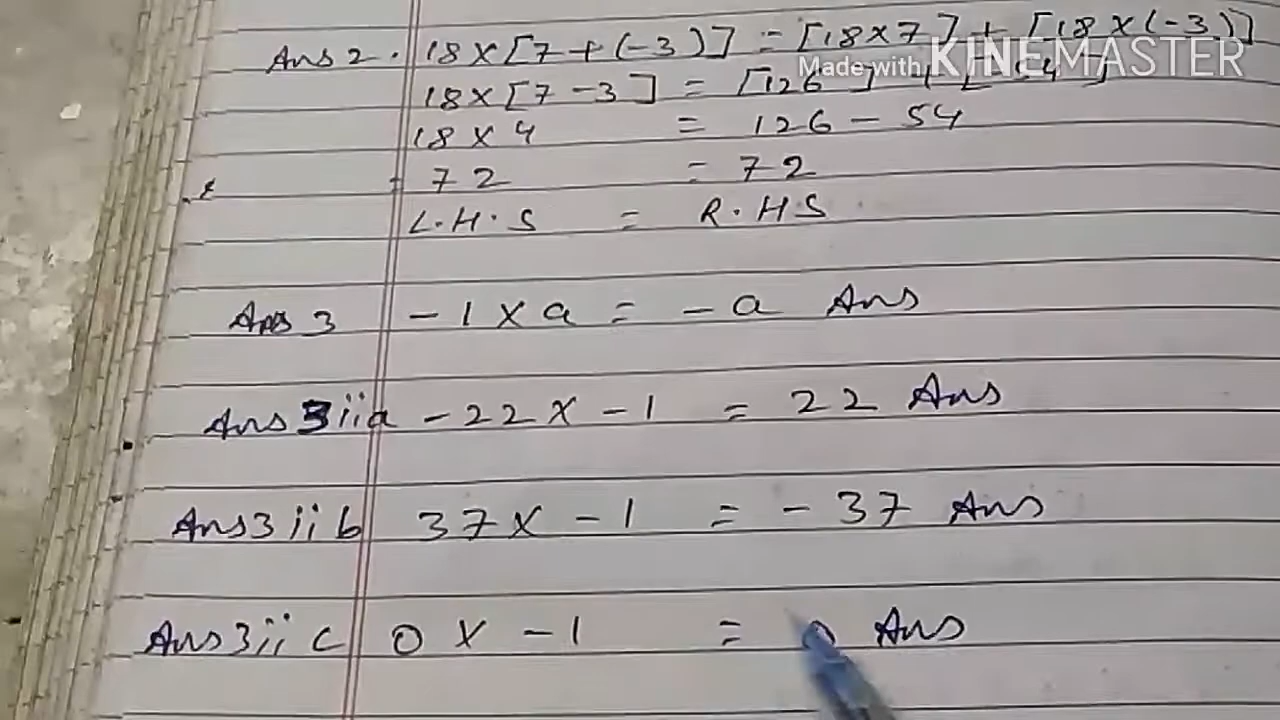 Ans 2. 18 × [7 + (-3)] = [18×7] + [18 × (-3)]
Made with KINEMASTER
18 × [7 - 3] = [126] + [-54]
18 × 4 = 126 - 54
72 = 72
L.H.S = R.H.S
Ans 3 -1 × a = -a Ans
Ans 3 ii a -22 × -1 = 22 Ans
Ans 3 ii b 37 × -1 = -37 Ans
Ans 3 ii c 0 × -1 = 0 Ans